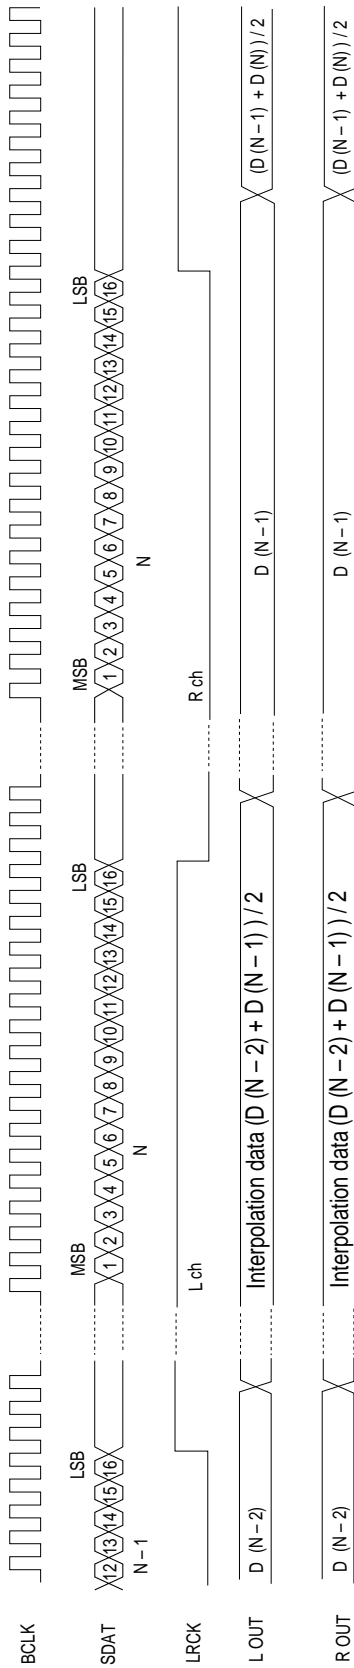 BCLK
SDAT
12 13 14 15 16 1 2 3 4 5 6 7 8 9 10 11 12 13 14 15 16 1 2 3 4 5 6 7 8 9 10 11 12 13 14 15 16
LSB MSB LSB MSB LSB
N – 1 N N
LRCK
L ch R ch
L OUT
D (N – 2) Interpolation data (D (N – 2) + D (N – 1) ) / 2 D (N – 1) (D (N – 1) + D (N) ) / 2
R OUT
D (N – 2) Interpolation data (D (N – 2) + D (N – 1) ) / 2 D (N – 1) (D (N – 1) + D (N) ) / 2